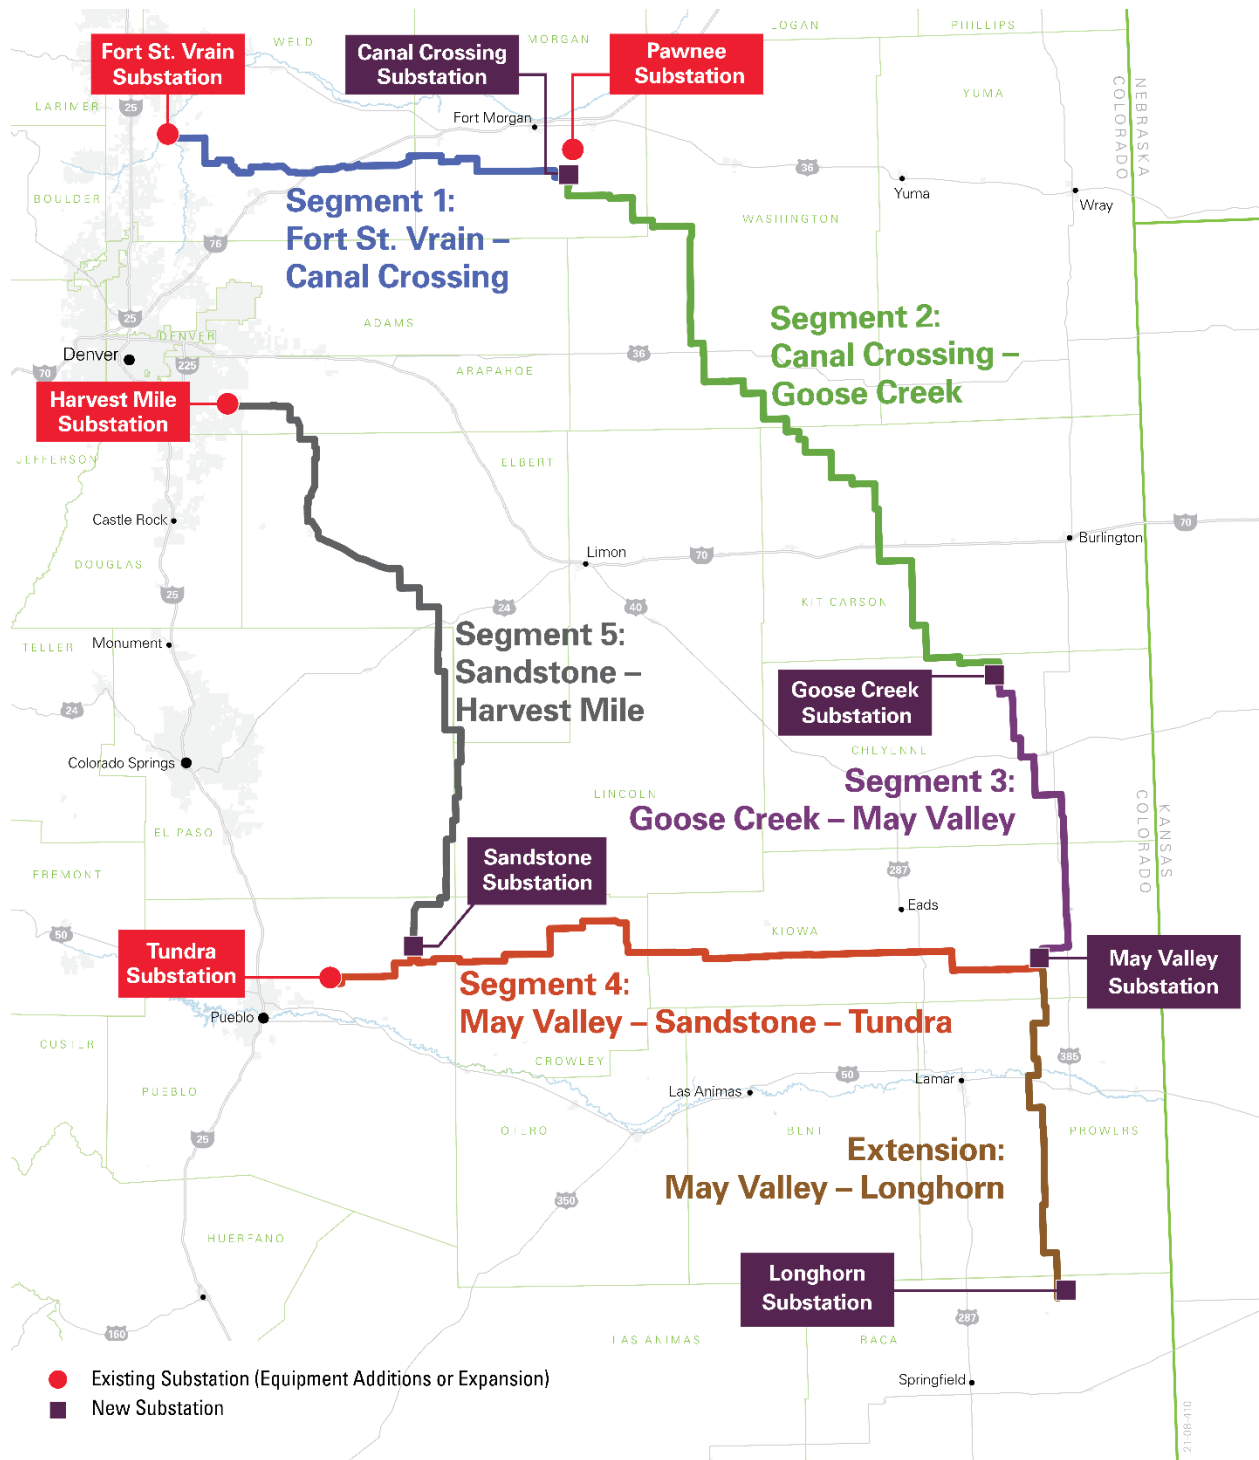 LOGAN
PHILLIPS
WELD
MORGAN
Fort St. Vrain
Substation
Canal Crossing
Substation
Pawnee
Substation
LARIMER
25
YUMA
NEBRASKA
COLORADO
Fort Morgan
36
Yuma
Wray
BOULDER
Segment 1:
Fort St. Vrain –
Canal Crossing
WASHINGTON
76
25
ADAMS
DENVER
Denver
225
70
36
ARAPAHOE
Segment 2:
Canal Crossing –
Goose Creek
Harvest Mile
Substation
JEFFERSON
ELBERT
Castle Rock
70
Burlington
Limon
70
DOUGLAS
25
24
40
KIT CARSON
TELLER
Monument
Segment 5:
Sandstone –
Harvest Mile
Goose Creek
Substation
24
Colorado Springs
CHEYENNE
Segment 3:
Goose Creek – May Valley
LINCOLN
COLORADO
KANSAS
EL PASO
FREMONT
Sandstone
Substation
287
Eads
KIOWA
50
Tundra
Substation
May Valley
Substation
Segment 4:
May Valley – Sandstone – Tundra
Pueblo
CUSTER
CROWLEY
385
50
Lamar
Las Animas
PUEBLO
25
OTERO
BENT
PROWERS
Extension:
May Valley – Longhorn
350
HUERFANO
Longhorn
Substation
287
160
LAS ANIMAS
BACA
Existing Substation (Equipment Additions or Expansion)
New Substation
Springfield
21-08-410